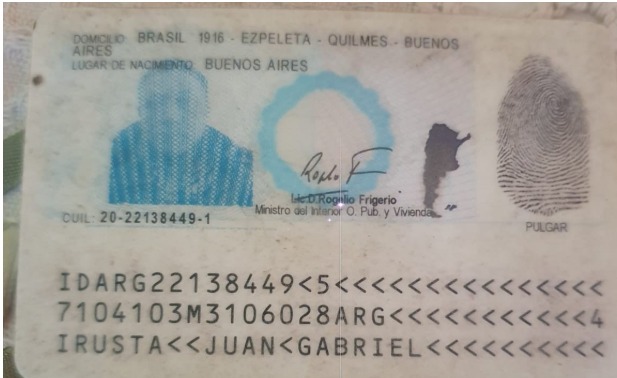 DOMICILIO BRASIL 1916 - EZPELETA - QUILMES - BUENOS
AIRES
LUGAR DE NACIMIENTO BUENOS AIRES
Lic D.Rogelio Frigerio
Ministro del Interior O. Pub. y Vivienda
CUIL: 20-22138449-1
PULGAR
IDARG22138449<5<<<<<<<<<<<<<<<
7104103M3106028ARG<<<<<<<<<<<4
IRUSTA<<JUAN<GABRIEL<<<<<<<<<<